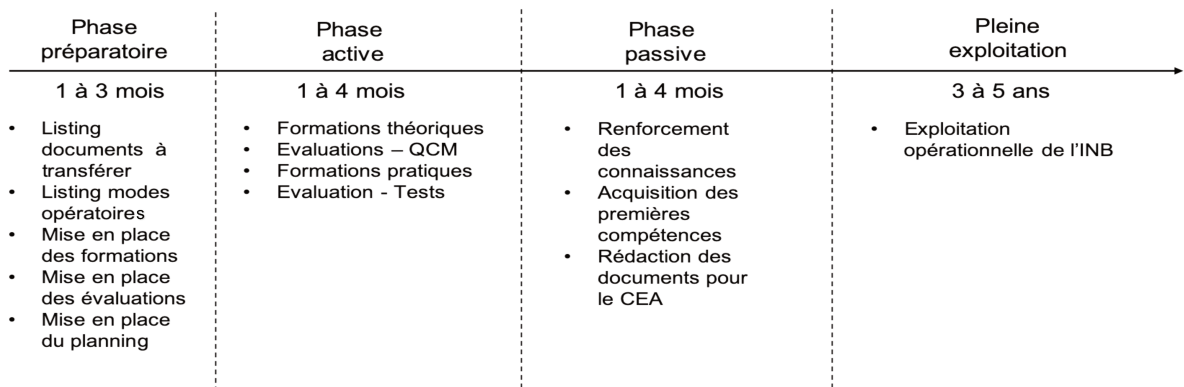 Phase
préparatoire
Phase
active
Phase
passive
Pleine
exploitation
1 à 3 mois
1 à 4 mois
1 à 4 mois
3 à 5 ans
• Listing
documents à
transférer
• Listing modes
opératoires
• Mise en place
des formations
• Mise en place
des évaluations
• Mise en place
du planning
• Formations théoriques
• Evaluations – QCM
• Formations pratiques
• Evaluation - Tests
• Renforcement
des
connaissances
• Acquisition des
premières
compétences
• Rédaction des
documents pour
le CEA
• Exploitation
opérationnelle de l'INB